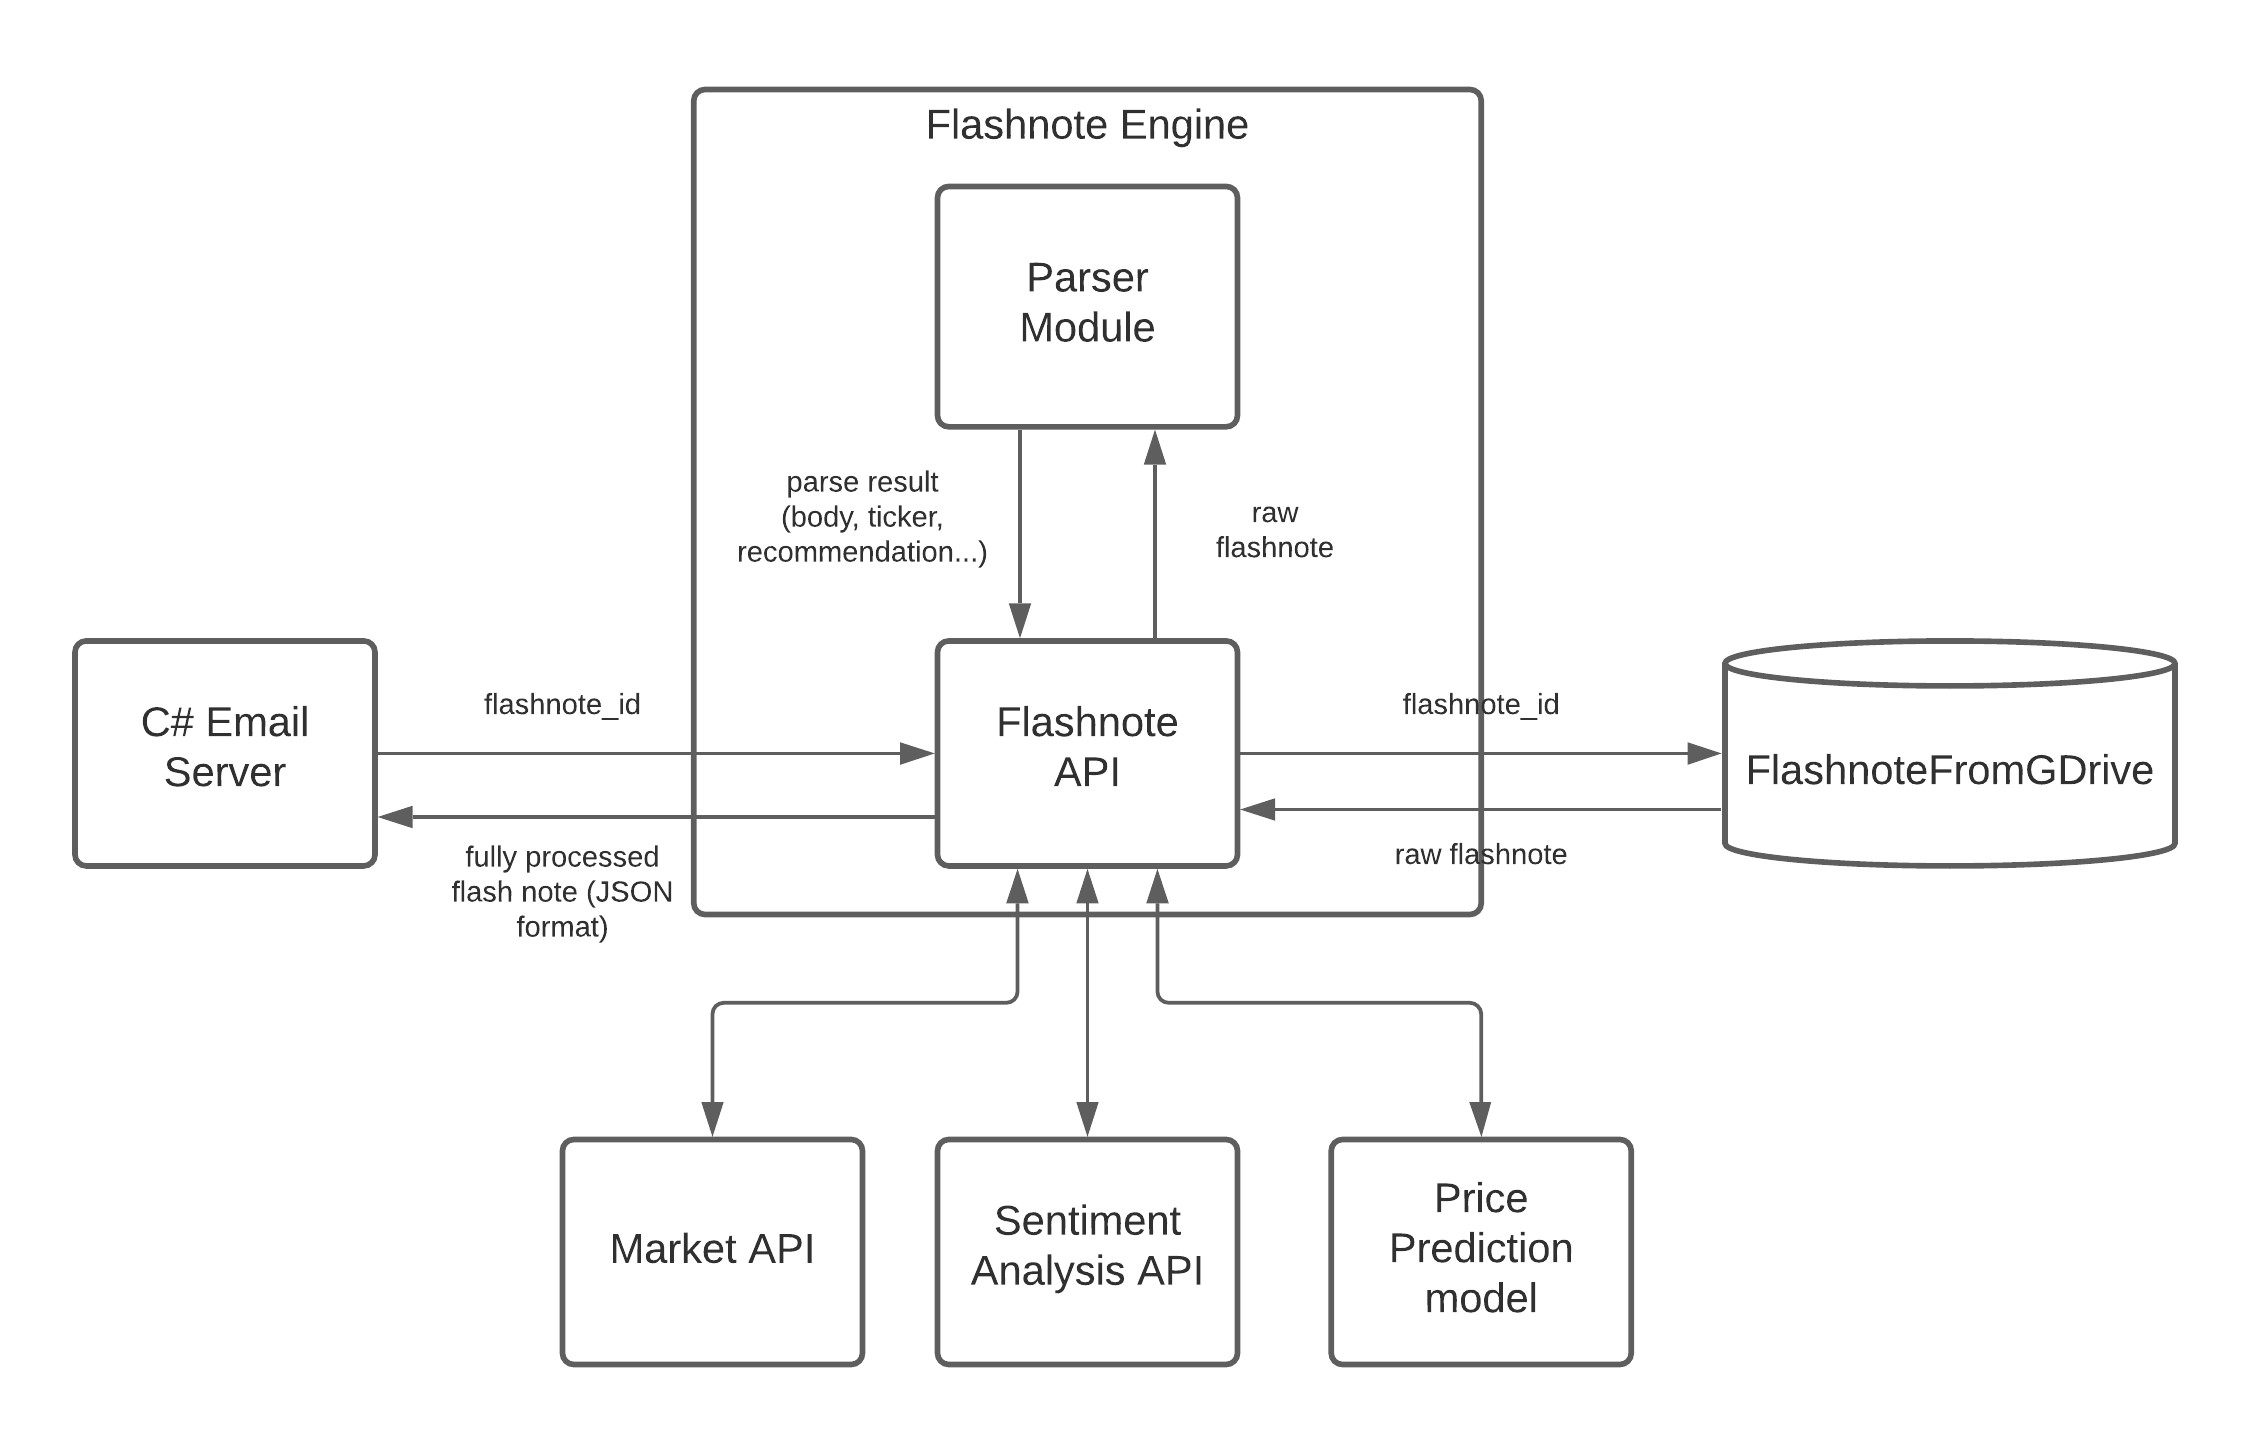 Flashnote Engine
Parser
Module
parse result
(body, ticker,
recommendation...)
raw
flashnote
C# Email
Server
flashnote_id
Flashnote
API
flashnote_id
FlashnoteFromGDrive
fully processed
flash note (JSON
format)
raw flashnote
Market API
Sentiment
Analysis API
Price
Prediction
model